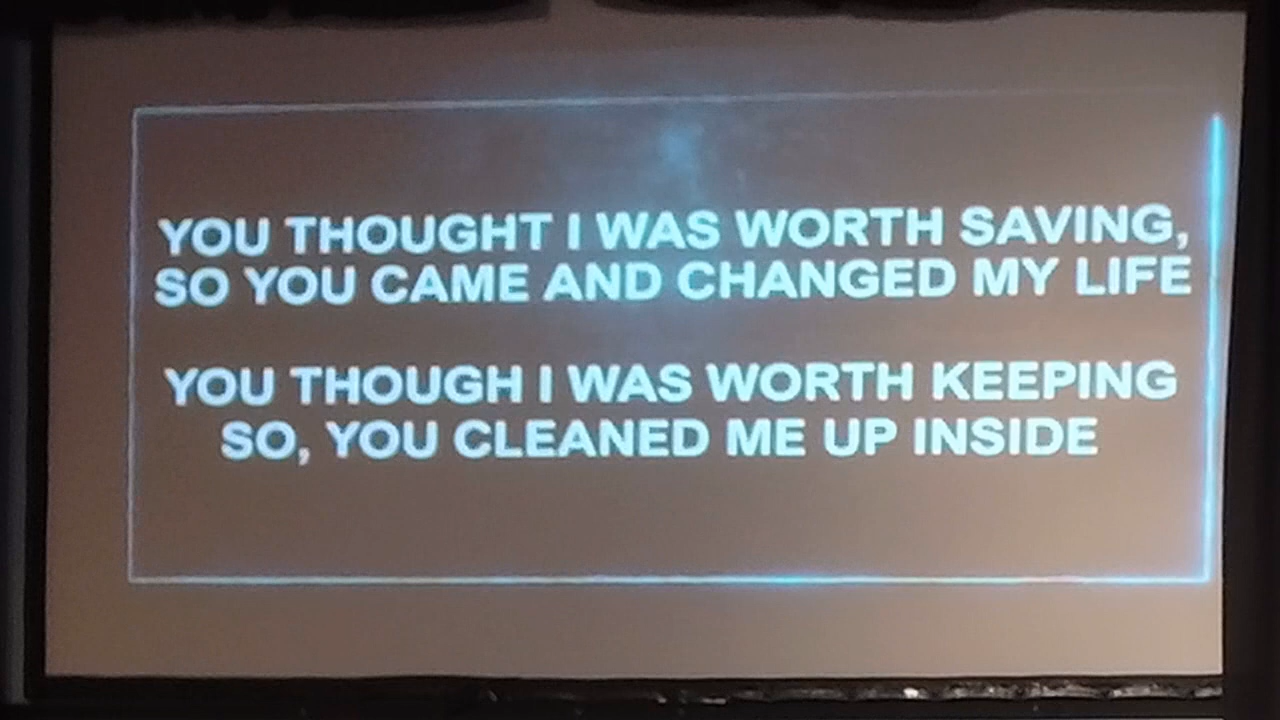 YOU THOUGHT I WAS WORTH SAVING,
SO YOU CAME AND CHANGED MY LIFE
YOU THOUGH I WAS WORTH KEEPING
SO, YOU CLEANED ME UP INSIDE